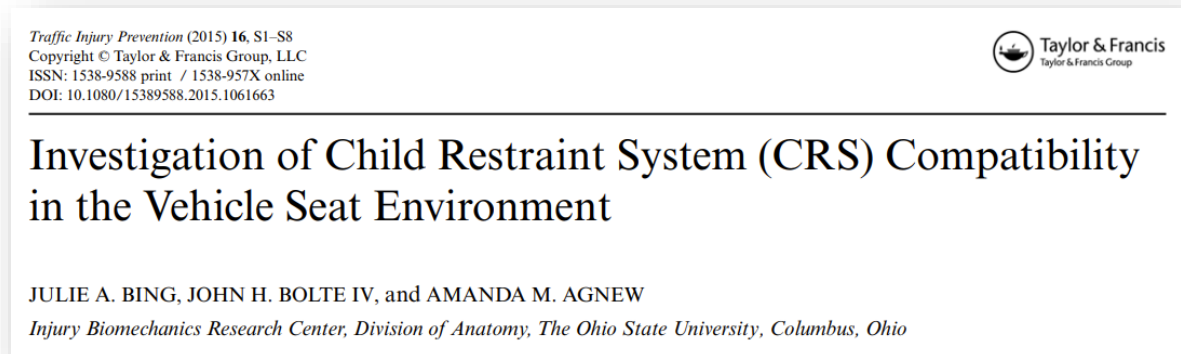 Traffic Injury Prevention (2015) 16, S1–S8
Copyright © Taylor & Francis Group, LLC
ISSN: 1538-9588 print / 1538-957X online
DOI: 10.1080/15389588.2015.1061663
Taylor & Francis
Taylor & Francis Group
Investigation of Child Restraint System (CRS) Compatibility
in the Vehicle Seat Environment
JULIE A. BING, JOHN H. BOLTE IV, and AMANDA M. AGNEW
Injury Biomechanics Research Center, Division of Anatomy, The Ohio State University, Columbus, Ohio